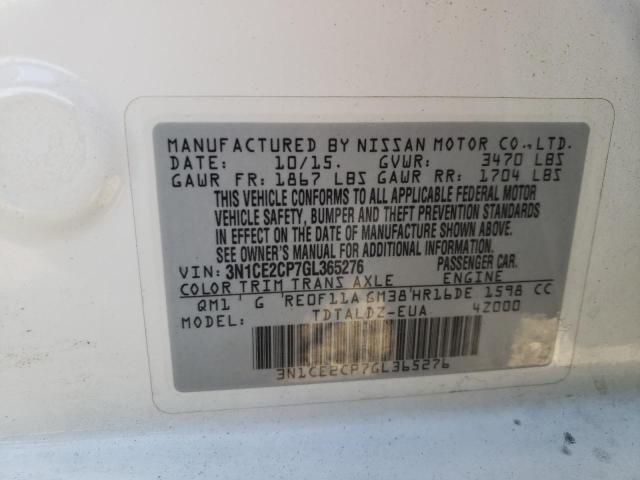 MANUFACTURED BY NISSAN MOTOR CO.,LTD.
DATE: 10/15. GVWR: 3470 LBS
GAWR FR: 1867 LBS GAWR RR: 1704 LBS
THIS VEHICLE CONFORMS TO ALL APPLICABLE FEDERAL MOTOR
VEHICLE SAFETY, BUMPER AND THEFT PREVENTION STANDARDS
IN EFFECT ON THE DATE OF MANUFACTURE SHOWN ABOVE.
SEE OWNER'S MANUAL FOR ADDITIONAL INFORMATION.
VIN: 3N1CE2CP7GL365276 PASSENGER CAR
COLOR TRIM TRANS AXLE ENGINE
QM1 G RE0F11A GM38 HR16DE 1598 CC
MODEL: TDTALDZ-EUA 4Z000
3N1CE2CP7GL365276